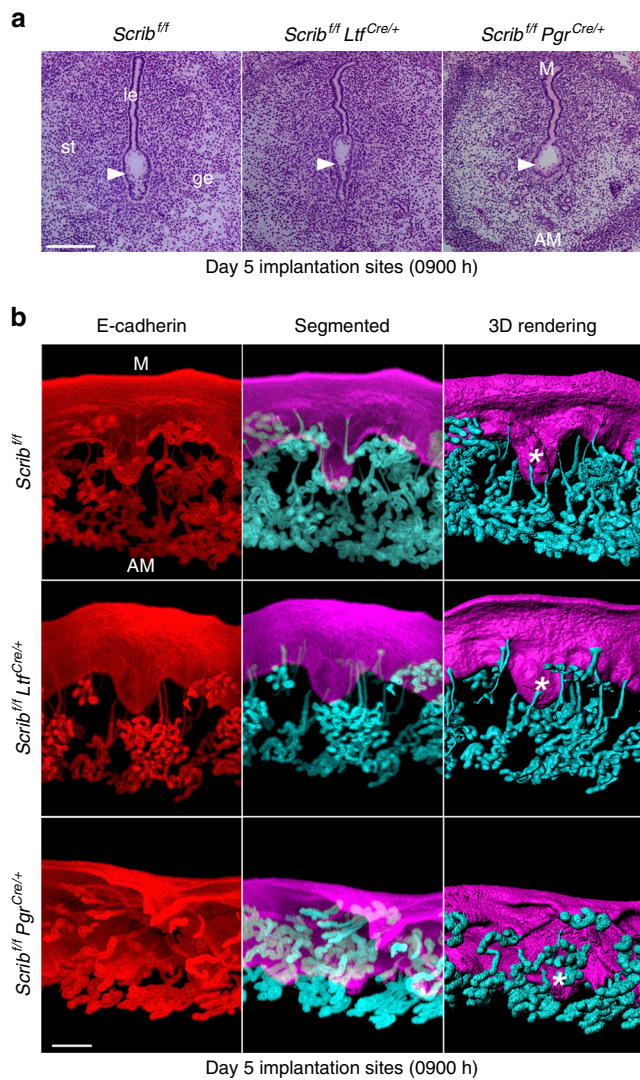 a
Scrib f/f
Scrib f/f Ltf Cre/+
Scrib f/f Pgr Cre/+
le
st
ge
M
AM
Day 5 implantation sites (0900 h)
b
E-cadherin
Segmented
3D rendering
Scrib f/f
M
AM
*
Scrib f/f Ltf Cre/+
*
Scrib f/f Pgr Cre/+
*
Day 5 implantation sites (0900 h)